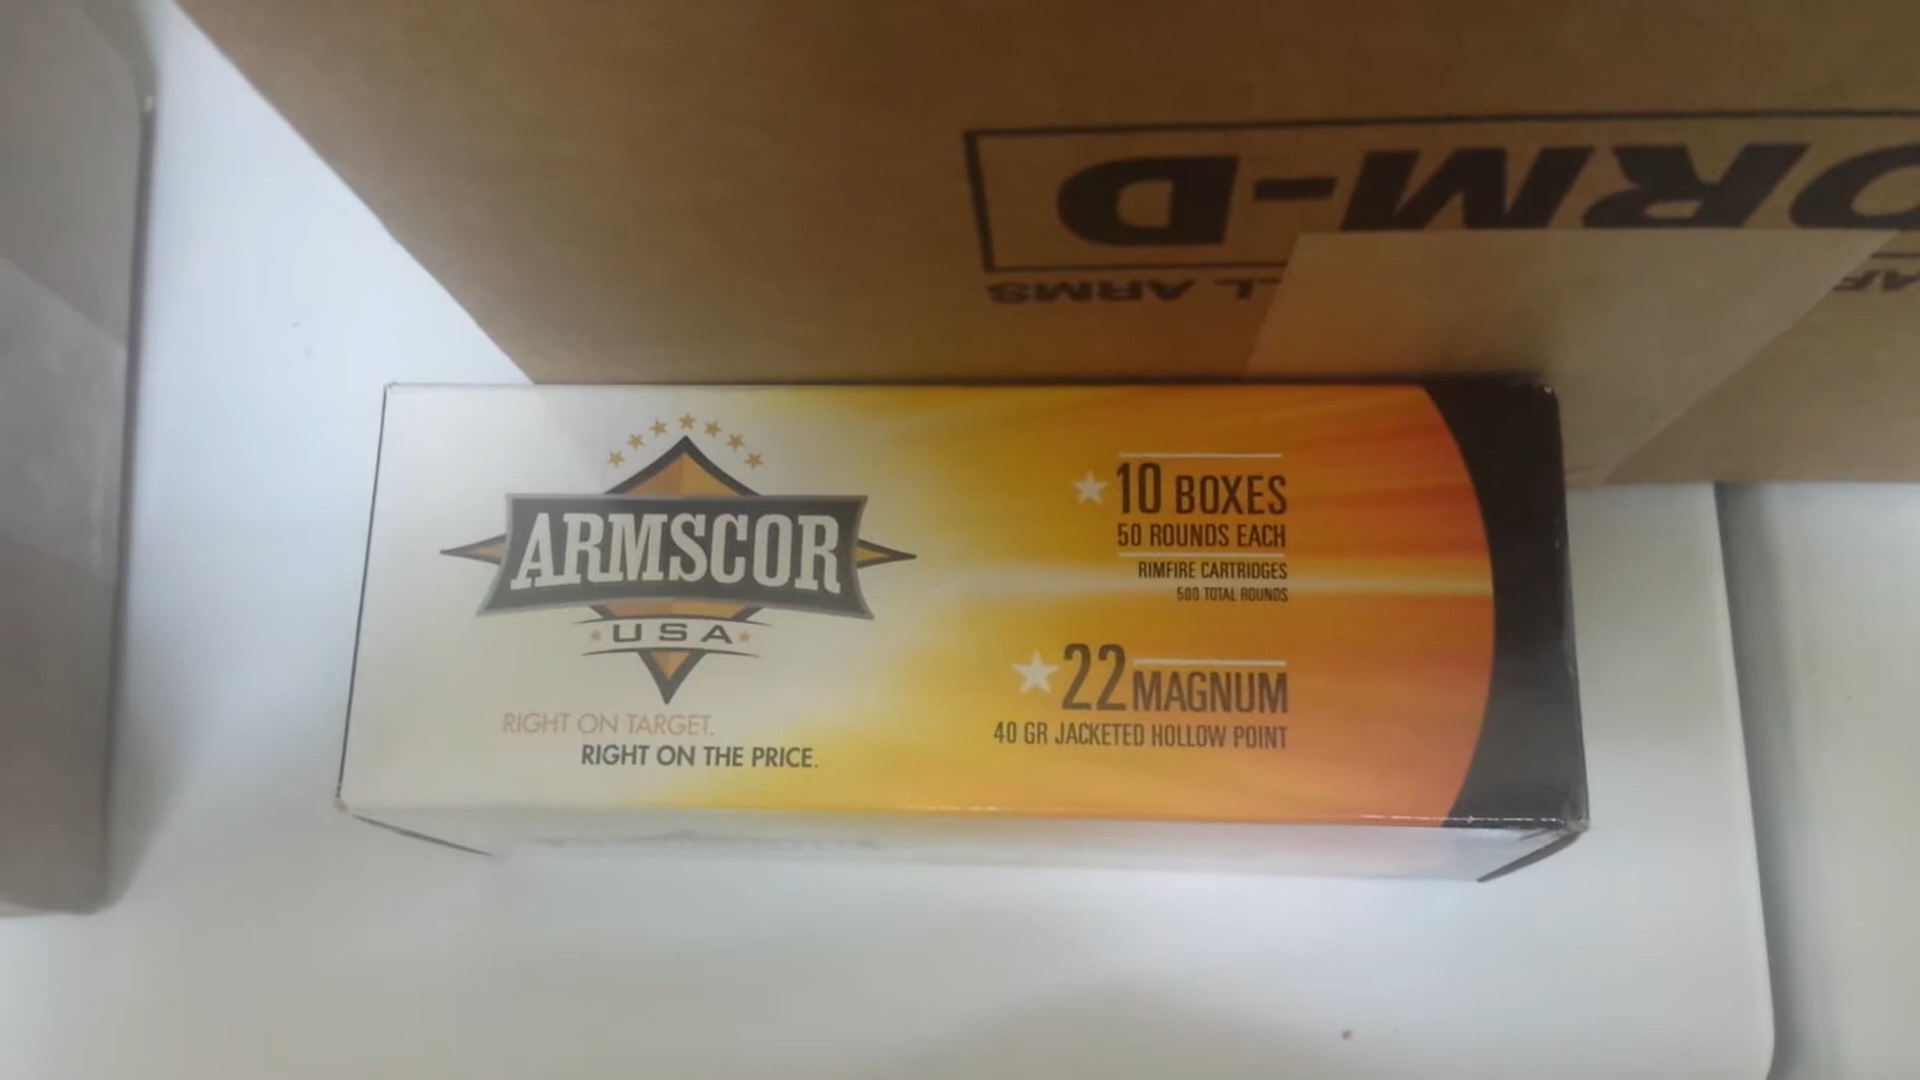 ORM-D
ARMS
ARMSCOR
USA
RIGHT ON TARGET.
RIGHT ON THE PRICE.
10 BOXES
50 ROUNDS EACH
RIMFIRE CARTRIDGES
500 TOTAL ROUNDS
22 MAGNUM
40 GR JACKETED HOLLOW POINT